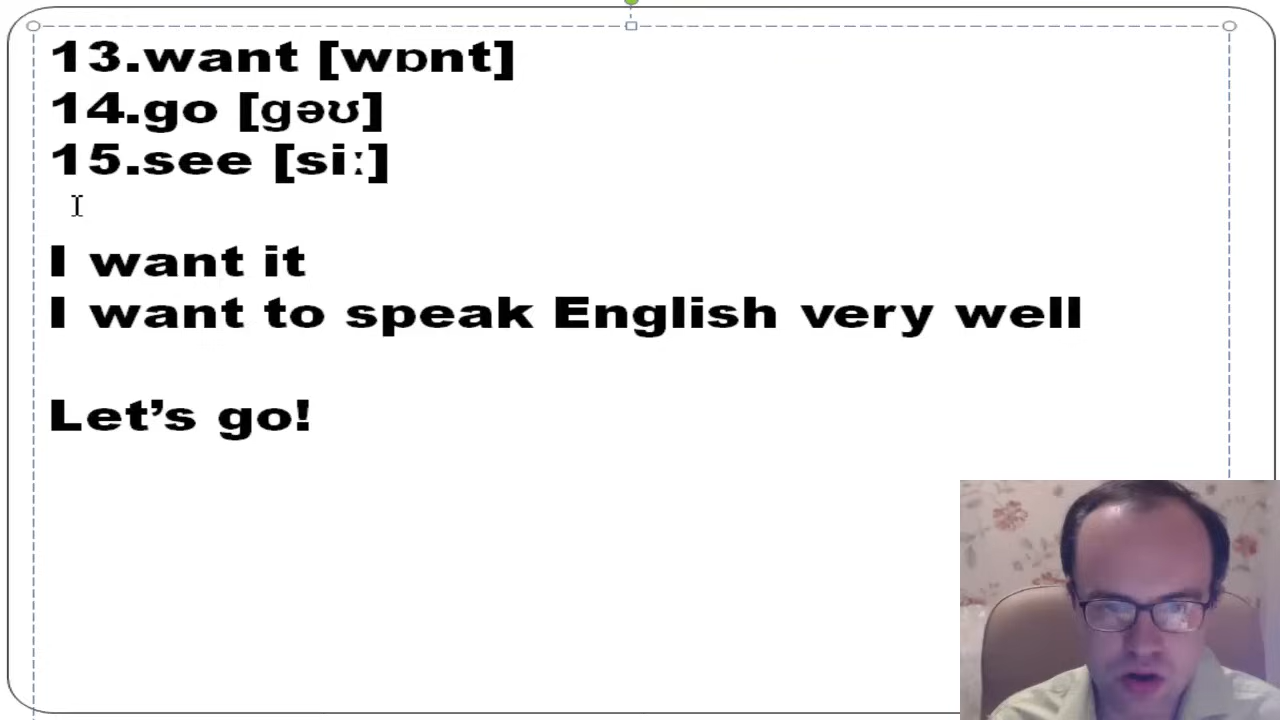 13.want [wɒnt]
14.go [gəʊ]
15.see [siː]
I want it
I want to speak English very well
Let’s go!